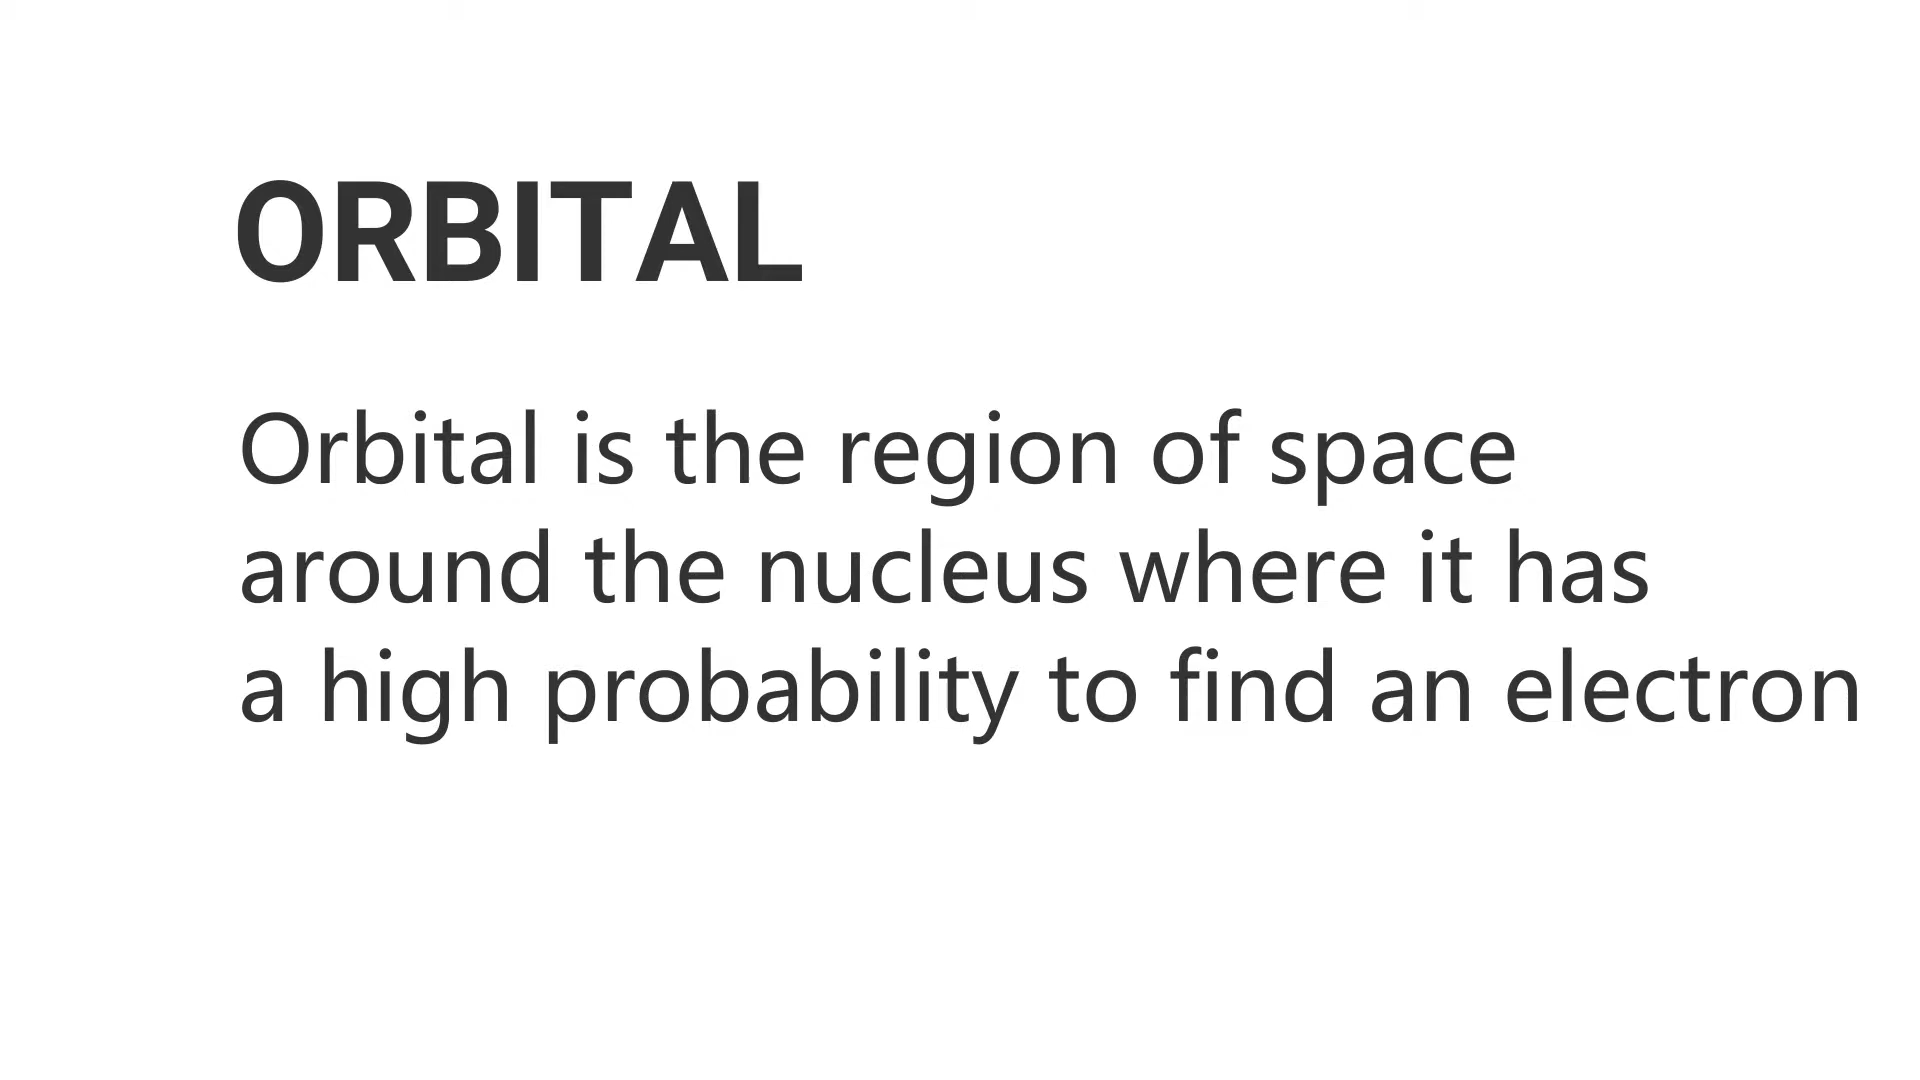 ORBITAL
Orbital is the region of space
around the nucleus where it has
a high probability to find an electron